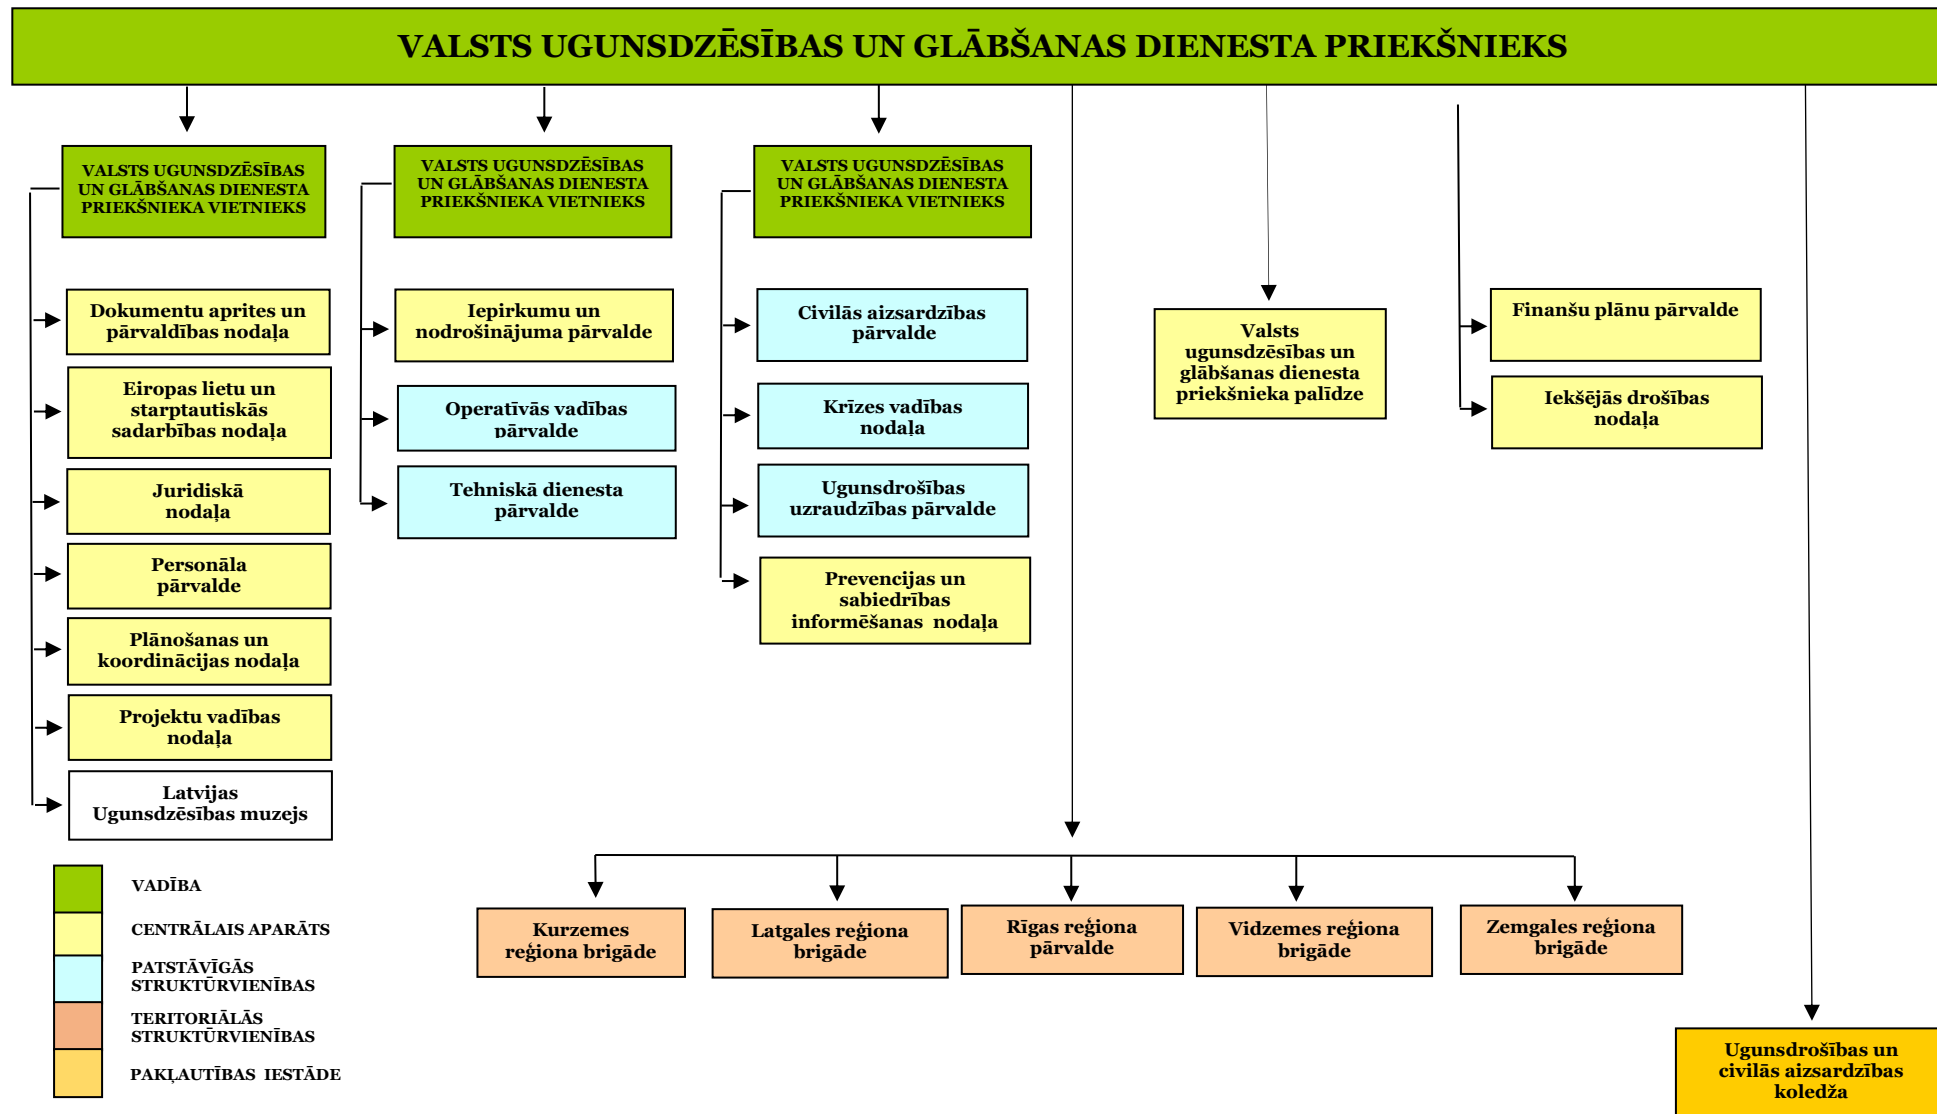 VALSTS UGUNSDZĒSĪBAS UN GLĀBŠANAS DIENESTA PRIEKŠNIEKS
VALSTS UGUNSDZĒSĪBAS
UN GLĀBŠANAS DIENESTA
PRIEKŠNIEKA VIETNIEKS
Dokumentu aprites un
pārvaldības nodaļa
Eiropas lietu un
starptautiskās
sadarbības nodaļa
Juridiskā
nodaļa
Personāla
pārvalde
Plānošanas un
koordinācijas nodaļa
Projektu vadības
nodaļa
Latvijas
Ugunsdzēsības muzejs
VALSTS UGUNSDZĒSĪBAS
UN GLĀBŠANAS DIENESTA
PRIEKŠNIEKA VIETNIEKS
Iepirkumu un
nodrošinājuma pārvalde
Operatīvās vadības
pārvalde
Tehniskā dienesta
pārvalde
VALSTS UGUNSDZĒSĪBAS
UN GLĀBŠANAS DIENESTA
PRIEKŠNIEKA VIETNIEKS
Civilās aizsardzības
pārvalde
Krīzes vadības
nodaļa
Ugunsdrošības
uzraudzības pārvalde
Prevencijas un
sabiedrības
informēšanas nodaļa
Valsts
ugunsdzēsības un
glābšanas dienesta
priekšnieka palīdze
Finanšu plānu pārvalde
Iekšējās drošības
nodaļa
Kurzemes
reģiona brigāde
Latgales reģiona
brigāde
Rīgas reģiona
pārvalde
Vidzemes reģiona
brigāde
Zemgales reģiona
brigāde
Ugunsdrošības un
civilās aizsardzības
koledža
VADĪBA
CENTRĀLAIS APARĀTS
PATSTĀVĪGĀS
STRUKTŪRVIENĪBAS
TERITORIĀLĀS
STRUKTŪRVIENĪBAS
PAKĻAUTĪBAS IESTĀDE